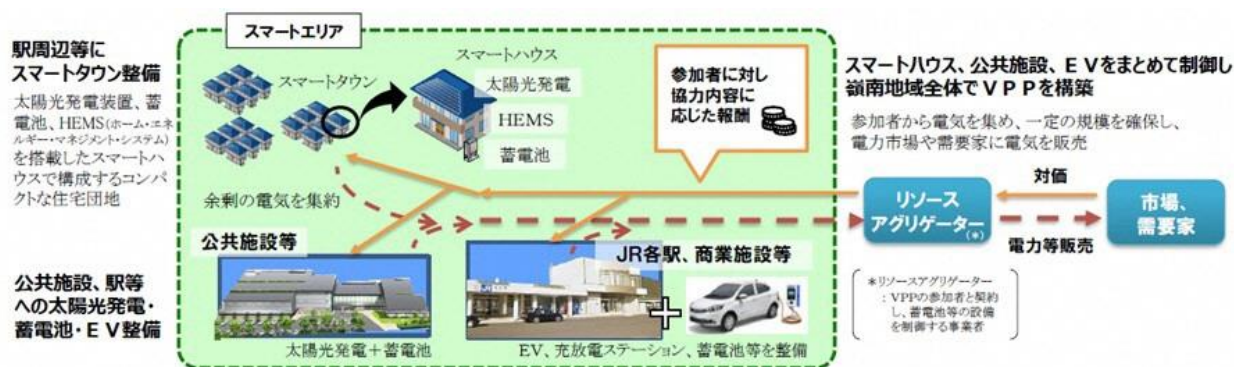 スマートエリア
駅周辺等に
スマートタウン整備
太陽光発電装置、蓄
電池、HEMS(ホーム・エネ
ルギー・マネジメント・システム)
を搭載したスマートハ
ウスで構成するコンパ
クトな住宅団地
公共施設、駅等
への太陽光発電・
蓄電池・EV整備
スマートタウン
スマートハウス
太陽光発電
HEMS
蓄電池
参加者に対し
協力内容に
応じた報酬
余剰の電気を集約
公共施設等
太陽光発電＋蓄電池
JR各駅、商業施設等
＋
EV、充放電ステーション、蓄電池等を整備
スマートハウス、公共施設、EVをまとめて制御し
嶺南地域全体でVPPを構築
参加者から電気を集め、一定の規模を確保し、
電力市場や需要家に電気を販売
リソース
アグリゲーター(*)
対価
電力等販売
市場、
需要家
*リソースアグリゲーター
：VPPの参加者と契約
し、蓄電池等の設備
を制御する事業者